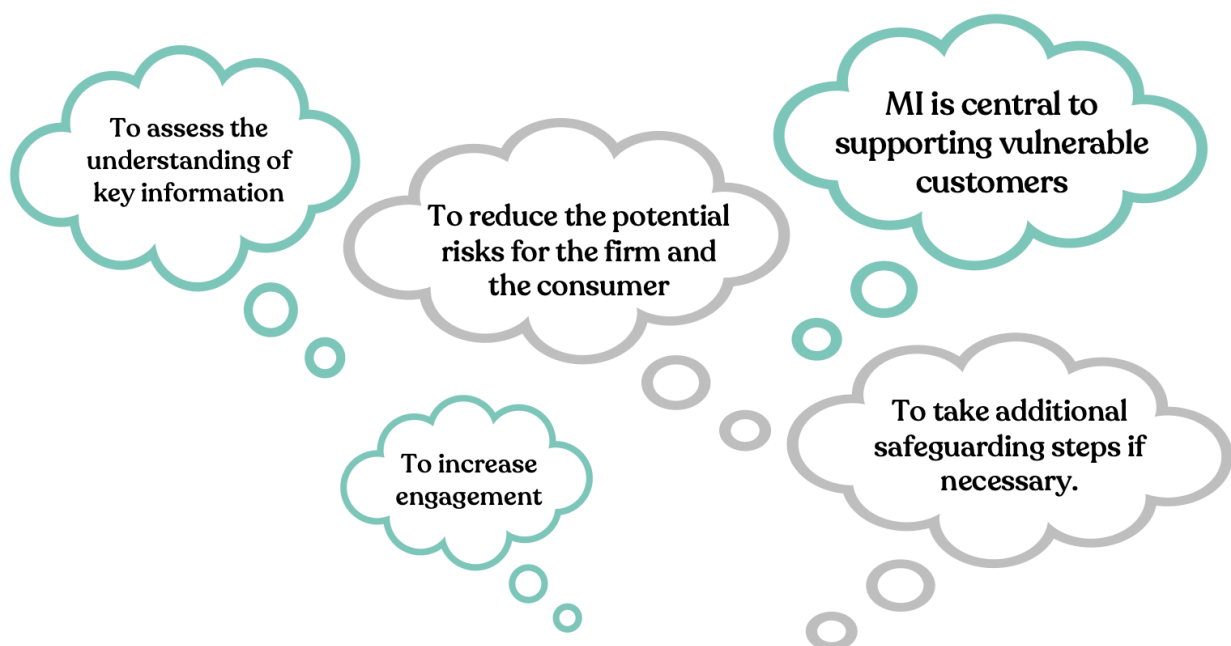 To assess the
understanding of
key information
To reduce the potential
risks for the firm and
the consumer
MI is central to
supporting vulnerable
customers
To increase
engagement
To take additional
safeguarding steps if
necessary.